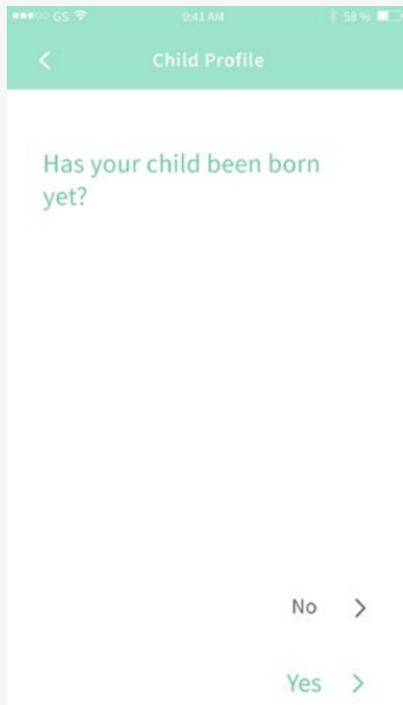 GS 9:41 AM 58 %
Child Profile
Has your child been born
yet?
No
Yes